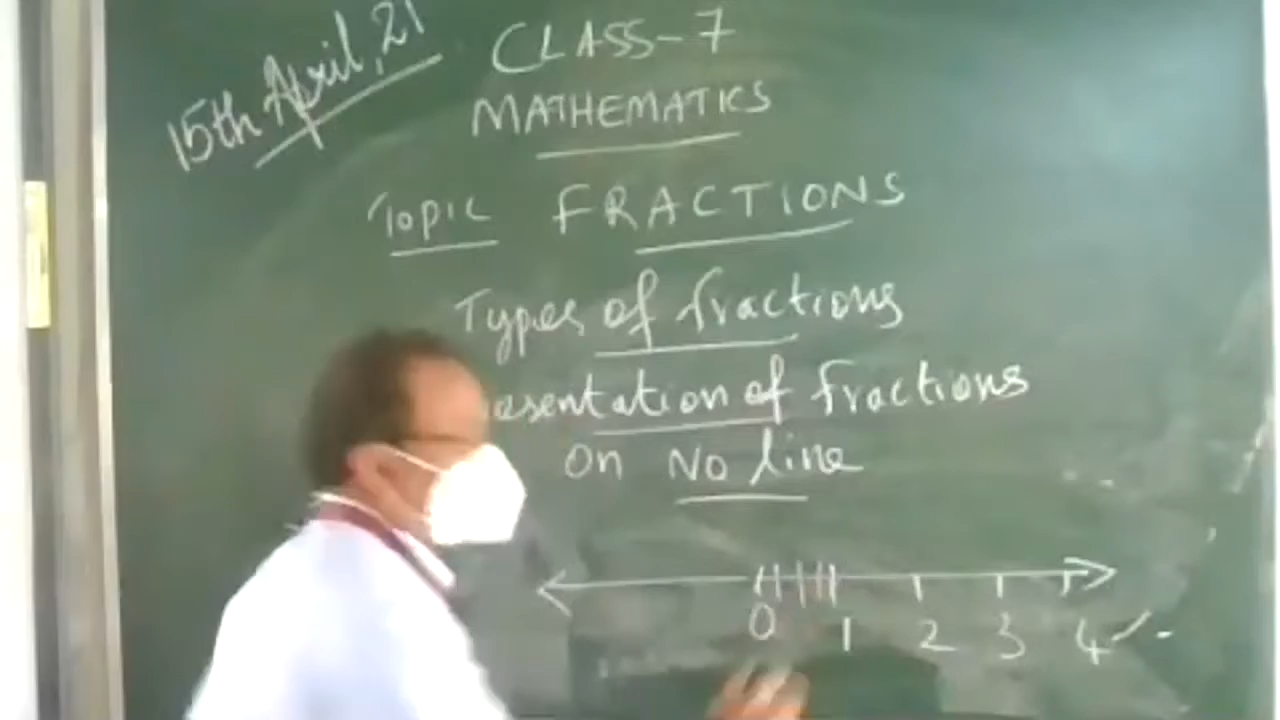 15th April, 21
CLASS-7
MATHEMATICS
TOPIC FRACTIONS
Types of fractions
esentation of fractions
on No line
0 1 2 3 4